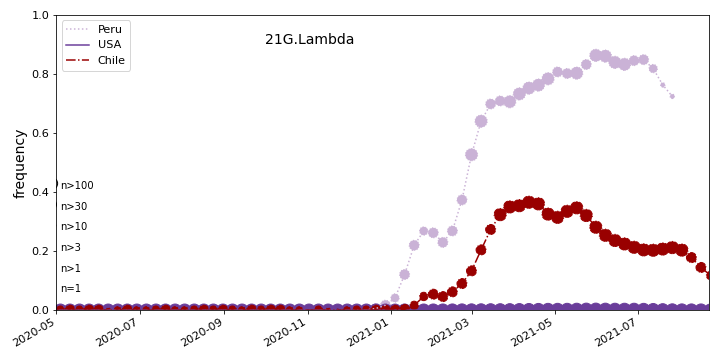 21G.Lambda
Peru
USA
Chile
frequency
1.0
0.8
0.6
0.4
0.2
0.0
n>100
n>30
n>10
n>3
n>1
n=1
2020-05
2020-07
2020-09
2020-11
2021-01
2021-03
2021-05
2021-07